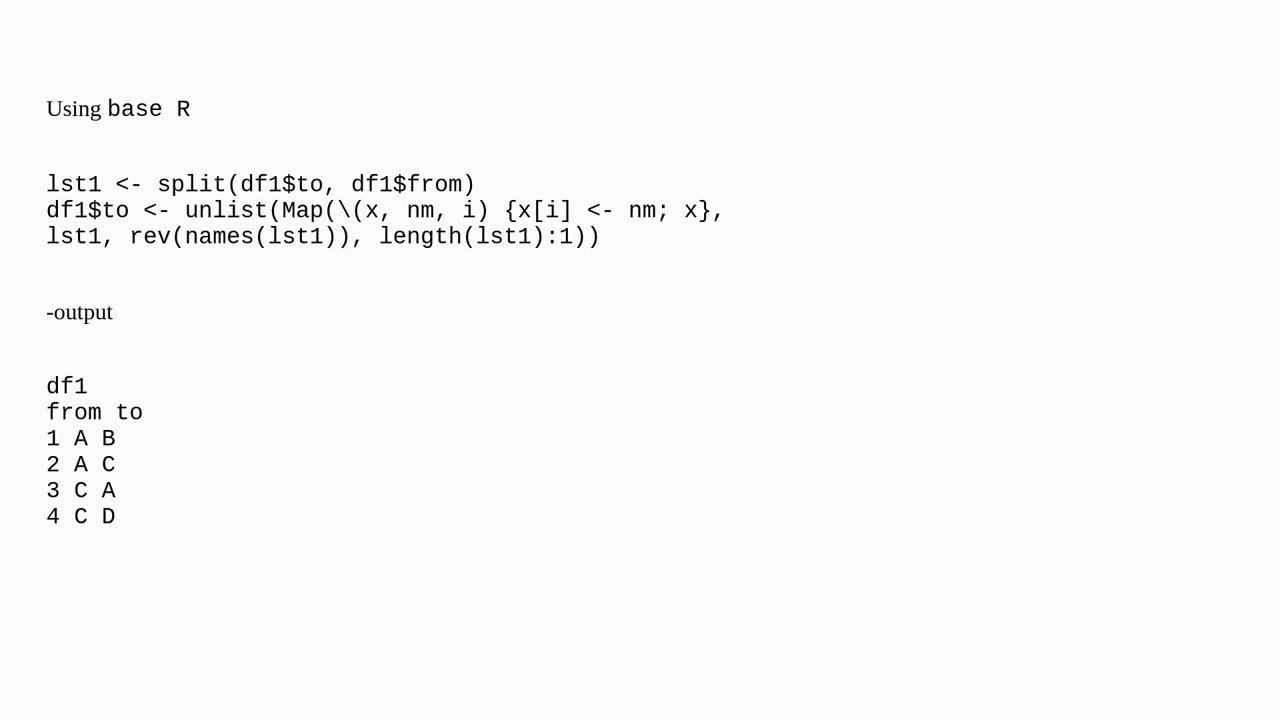 Using base R
lst1 <- split(df1$to, df1$from)
df1$to <- unlist(Map(\(x, nm, i) {x[i] <- nm; x},
lst1, rev(names(lst1)), length(lst1):1))
-output
df1
from to
1 A B
2 A C
3 C A
4 C D